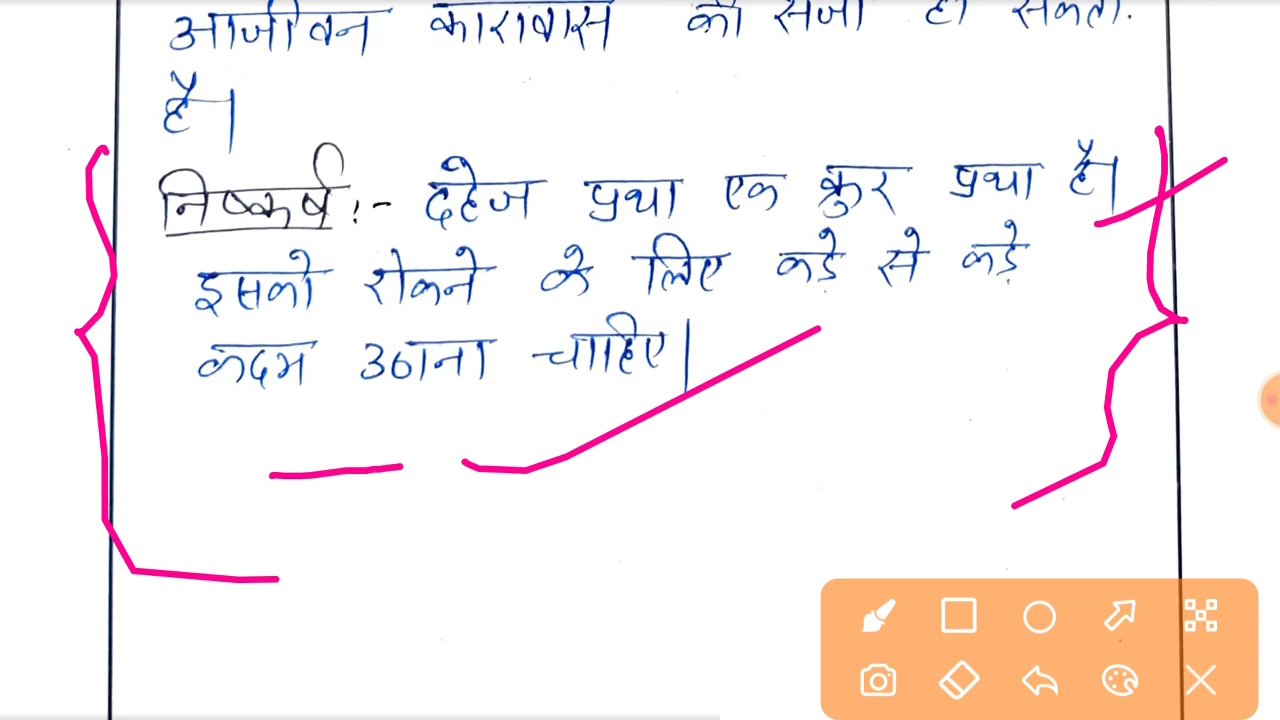 आजीवन कारावास की सजा हो सकती
है।
निष्कर्ष :- दहेज प्रथा एक क्रुर प्रथा है।
इसको रोकने के लिए कड़े से कड़े
कदम उठाना चाहिए।